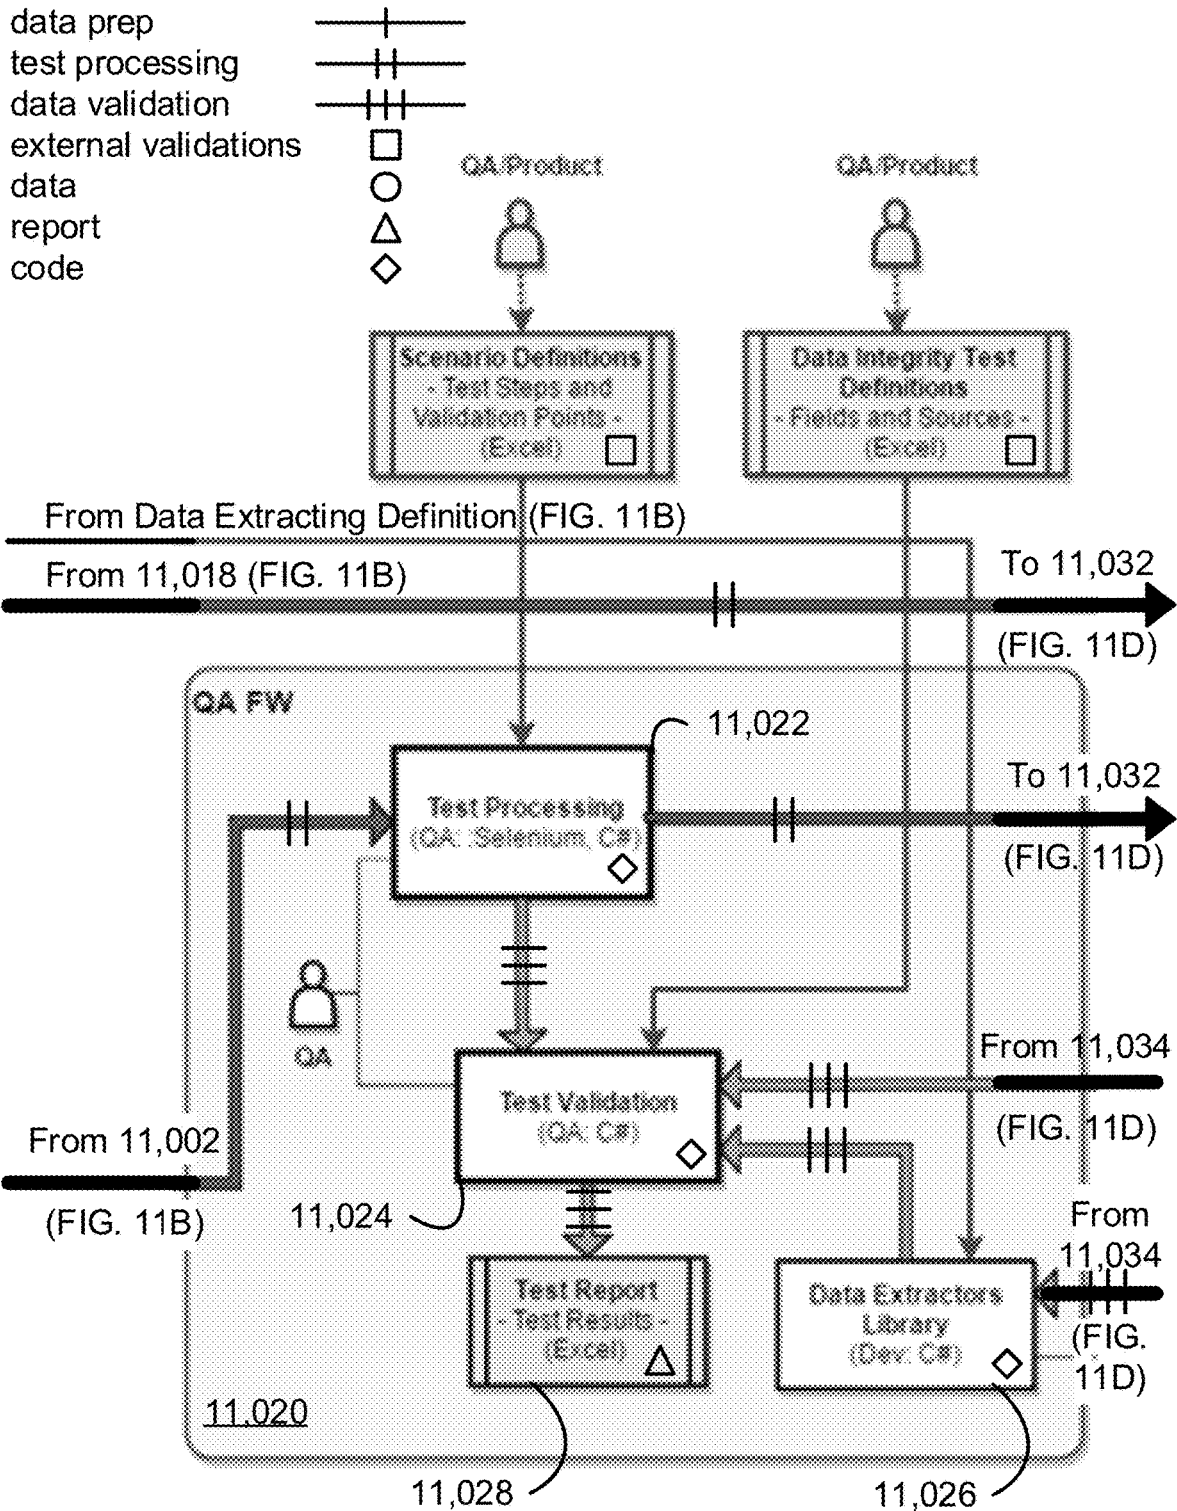 data prep
test processing
data validation
external validations
data
report
code
QA/Product
QA/Product
Scenario Definitions
- Test Steps and
Validation Points -
(Excel)
Data Integrity Test
Definitions
- Fields and Sources -
(Excel)
From Data Extracting Definition (FIG. 11B)
From 11,018 (FIG. 11B)
To 11,032
(FIG. 11D)
QA FW
11,022
Test Processing
(QA: :Selenium, C#)
To 11,032
(FIG. 11D)
QA
From 11,034
(FIG. 11D)
Test Validation
(QA: C#)
From 11,002
(FIG. 11B)
11,024
From
11,034
(FIG.
11D)
Test Report
- Test Results -
(Excel)
Data Extractors
Library
(Dev: C#)
11,020
11,028
11,026